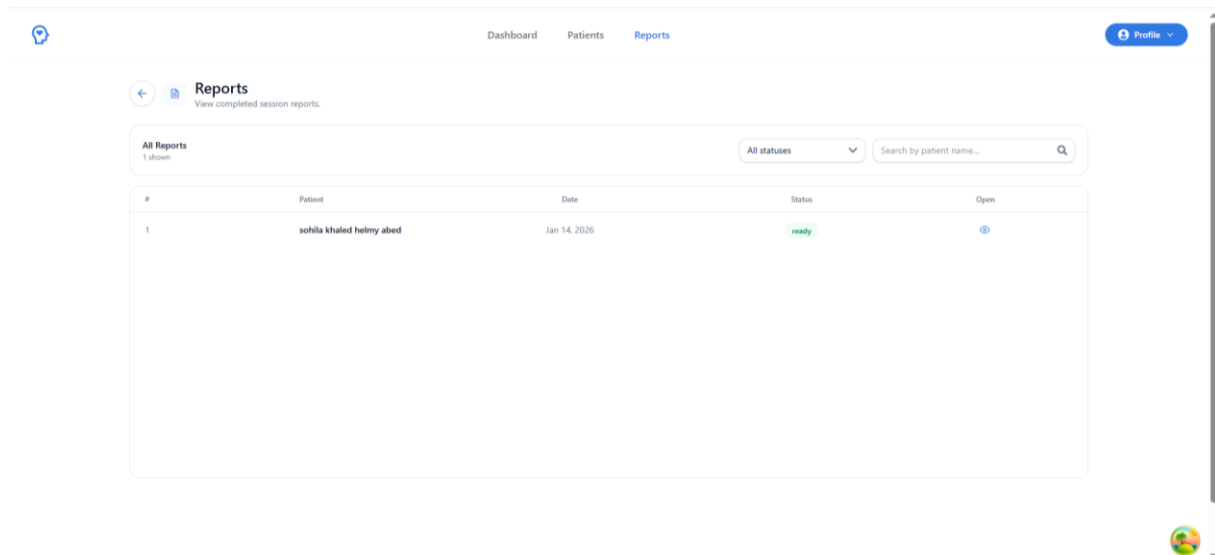 Dashboard Patients Reports Profile
Reports
View completed session reports.
All Reports
1 shown
All statuses Search by patient name...
# Patient Date Status Open
1 sohila khaled helmy abed Jan 14, 2026 ready